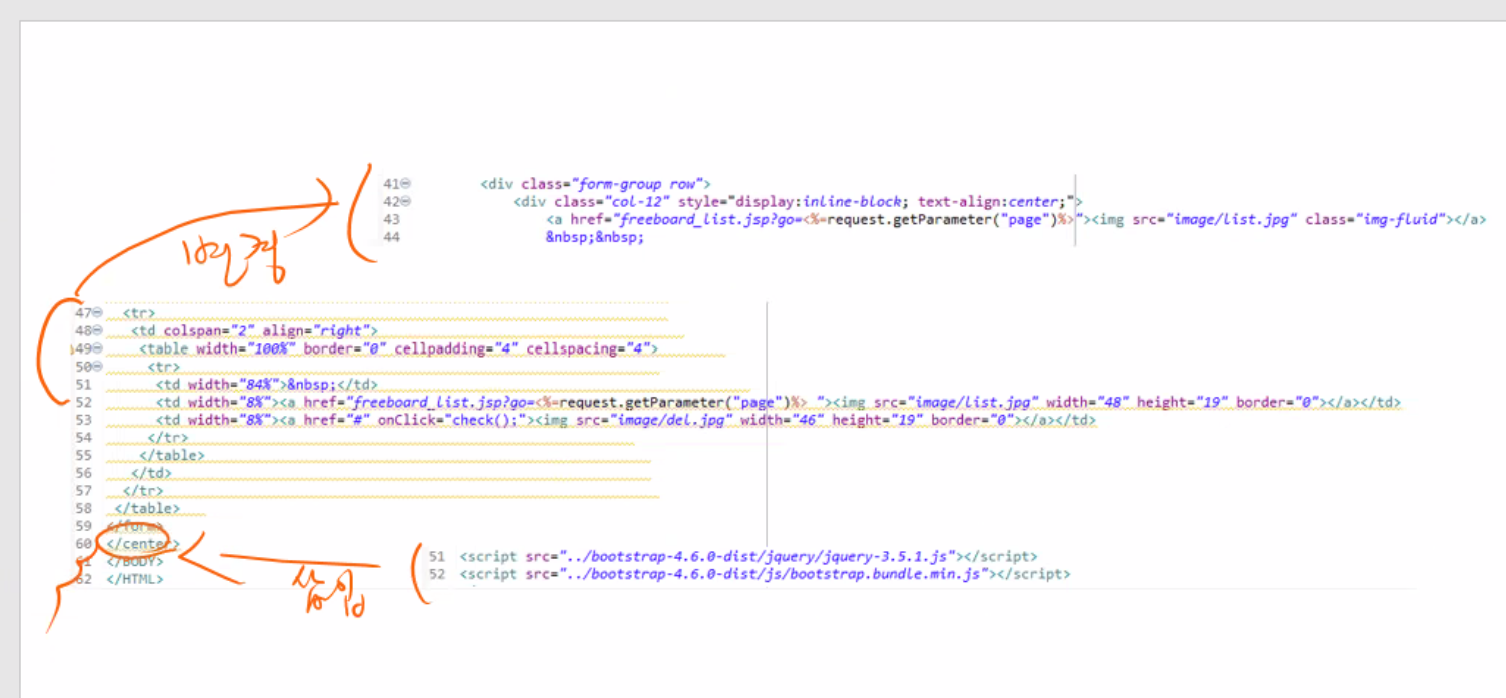 41 <div class="form-group row">
42 <div class="col-12" style="display:inline-block; text-align:center;">
43 <a href="freeboard_list.jsp?go=<%=request.getParameter("page")%>"><img src="image/list.jpg" class="img-fluid"></a>
44 &nbsp;&nbsp;
변경
47 <tr>
48 <td colspan="2" align="right">
49 <table width="100%" border="0" cellpadding="4" cellspacing="4">
50 <tr>
51 <td width="84%">&nbsp;</td>
52 <td width="8%"><a href="freeboard_list.jsp?go=<%=request.getParameter("page")%> "><img src="image/list.jpg" width="48" height="19" border="0"></a></td>
53 <td width="8%"><a href="#" onClick="check();"><img src="image/del.jpg" width="46" height="19" border="0"></a></td>
54 </tr>
55 </table>
56 </td>
57 </tr>
58 </table>
59 </form>
60 </center>
61 </BODY>
62 </HTML>
51 <script src="../bootstrap-4.6.0-dist/jquery/jquery-3.5.1.js"></script>
52 <script src="../bootstrap-4.6.0-dist/js/bootstrap.bundle.min.js"></script>